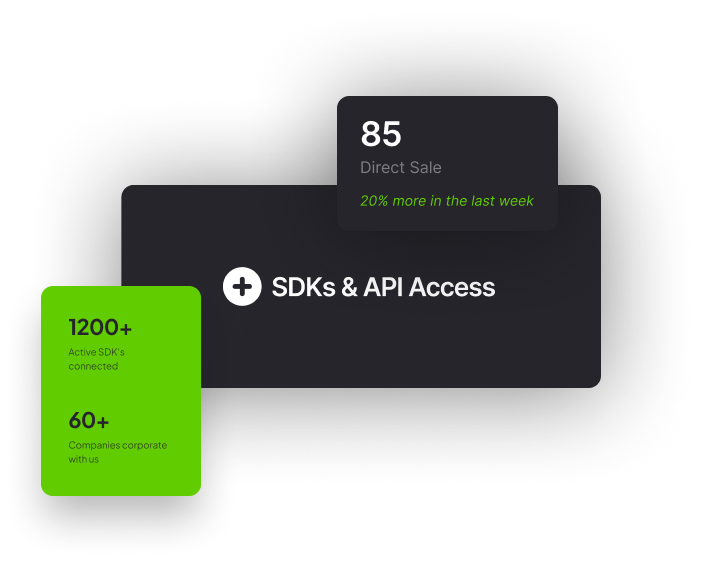 85
Direct Sale
20% more in the last week
SDKs & API Access
1200+
Active SDK's
connected
60+
Companies corporate
with us